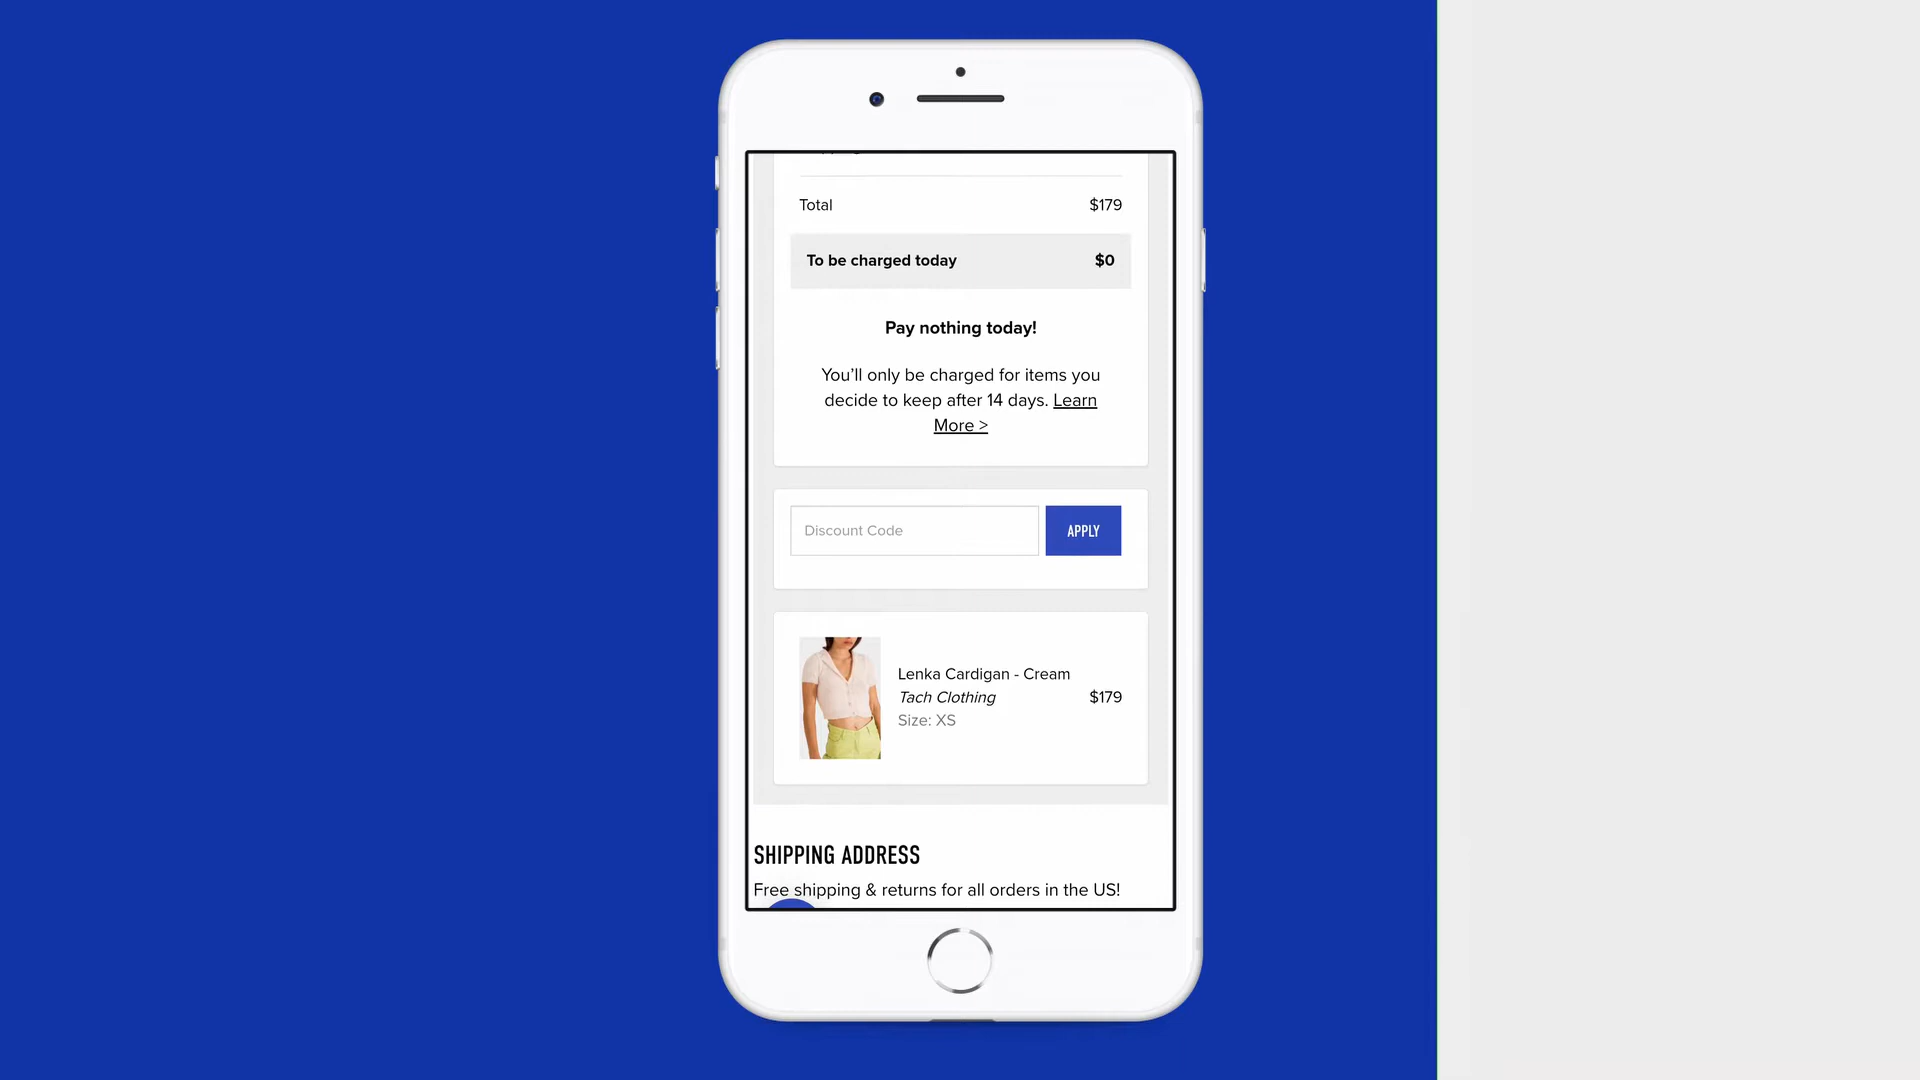 Total $179
To be charged today $0
Pay nothing today!
You’ll only be charged for items you
decide to keep after 14 days. Learn
More >
Discount Code APPLY
Lenka Cardigan - Cream
Tach Clothing $179
Size: XS
SHIPPING ADDRESS
Free shipping & returns for all orders in the US!